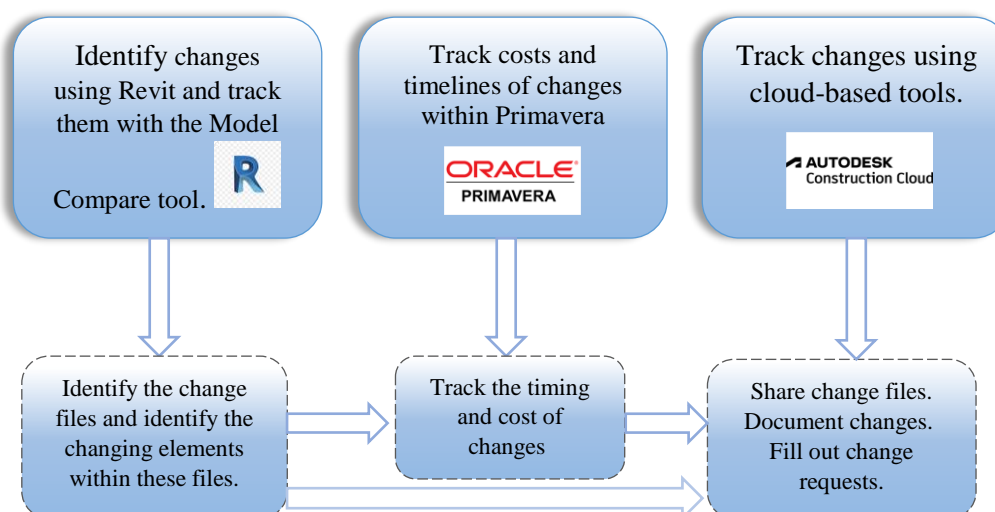 Identify changes
using Revit and track
them with the Model
Compare tool.
R
Track costs and
timelines of changes
within Primavera
ORACLE®
PRIMAVERA
Track changes using
cloud-based tools.
AUTODESK
Construction Cloud
Identify the change
files and identify the
changing elements
within these files.
Track the timing
and cost of
changes
Share change files.
Document changes.
Fill out change
requests.